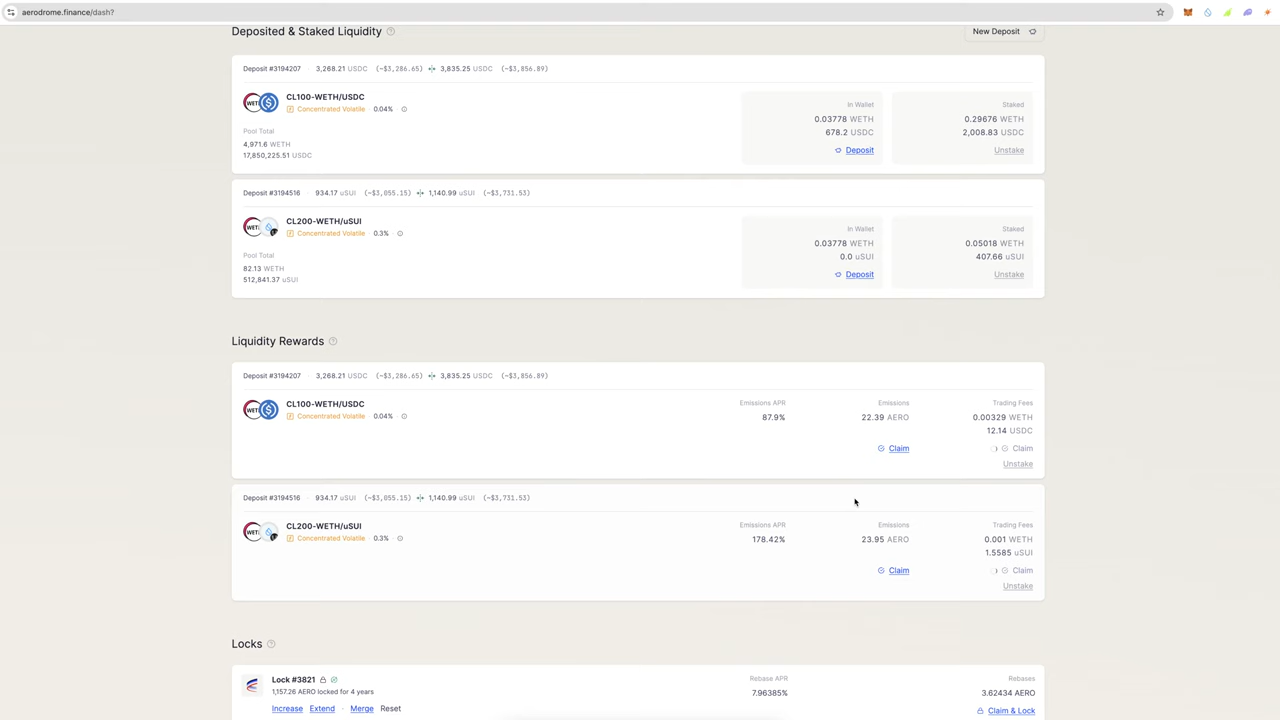 aerodrome.finance/dash?
Deposited & Staked Liquidity
New Deposit
Deposit #3194207 · 3,268.21 USDC (~$3,286.65) 3,835.25 USDC (~$3,856.89)
CL100-WETH/USDC
Concentrated Volatile · 0.04% ·
Pool Total
4,971.6 WETH
17,850,225.51 USDC
In Wallet
0.03778 WETH
678.2 USDC
Deposit
Staked
0.29676 WETH
2,008.83 USDC
Unstake
Deposit #3194516 · 934.17 uSUI (~$3,055.15) 1,140.99 uSUI (~$3,731.53)
CL200-WETH/uSUI
Concentrated Volatile · 0.3% ·
Pool Total
82.13 WETH
512,841.37 uSUI
In Wallet
0.03778 WETH
0.0 uSUI
Deposit
Staked
0.05018 WETH
407.66 uSUI
Unstake
Liquidity Rewards
Deposit #3194207 · 3,268.21 USDC (~$3,286.65) 3,835.25 USDC (~$3,856.89)
CL100-WETH/USDC
Concentrated Volatile · 0.04% ·
Emissions APR
87.9%
Emissions
22.39 AERO
Claim
Trading Fees
0.00329 WETH
12.14 USDC
Claim
Unstake
Deposit #3194516 · 934.17 uSUI (~$3,055.15) 1,140.99 uSUI (~$3,731.53)
CL200-WETH/uSUI
Concentrated Volatile · 0.3% ·
Emissions APR
178.42%
Emissions
23.95 AERO
Claim
Trading Fees
0.001 WETH
1.5585 uSUI
Claim
Unstake
Locks
Lock #3821
1,157.26 AERO locked for 4 years
Increase Extend · Merge Reset
Rebase APR
7.96385%
Rebases
3.62434 AERO
Claim & Lock